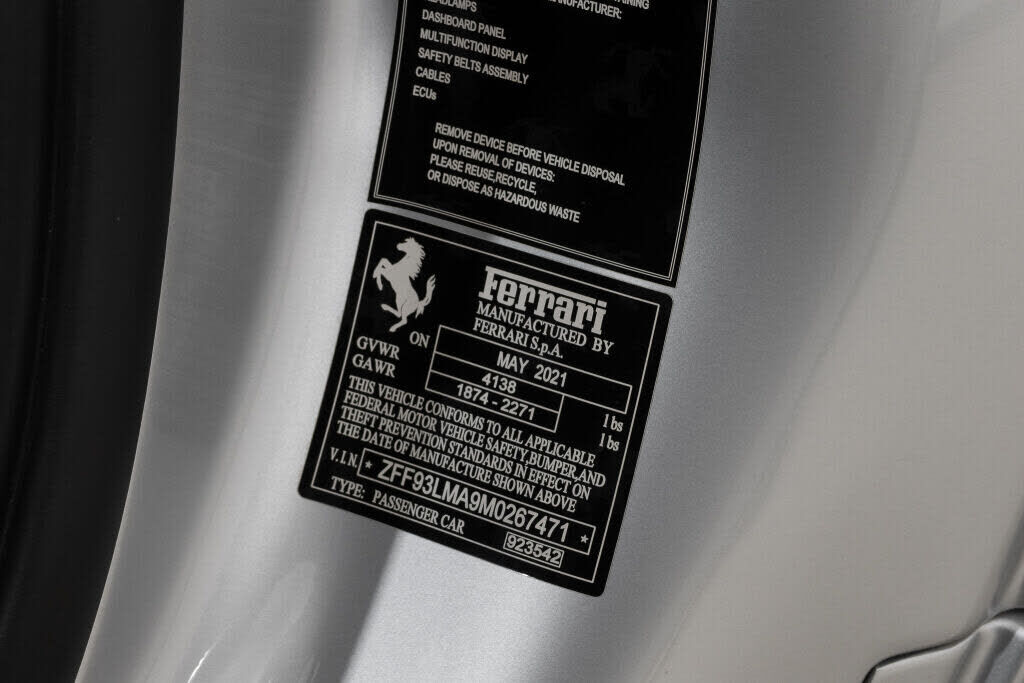 MANUFACTURER:
HEADLAMPS
DASHBOARD PANEL
MULTIFUNCTION DISPLAY
SAFETY BELTS ASSEMBLY
CABLES
ECUs
REMOVE DEVICE BEFORE VEHICLE DISPOSAL
UPON REMOVAL OF DEVICES:
PLEASE REUSE,RECYCLE,
OR DISPOSE AS HAZARDOUS WASTE
Ferrari
MANUFACTURED BY
FERRARI S.p.A.
ON MAY 2021
GVWR 4138 lbs
GAWR 1874 - 2271 lbs
THIS VEHICLE CONFORMS TO ALL APPLICABLE
FEDERAL MOTOR VEHICLE SAFETY,BUMPER,AND
THEFT PREVENTION STANDARDS IN EFFECT ON
THE DATE OF MANUFACTURE SHOWN ABOVE
V.I.N. * ZFF93LMA9M0267471 *
TYPE: PASSENGER CAR
923542